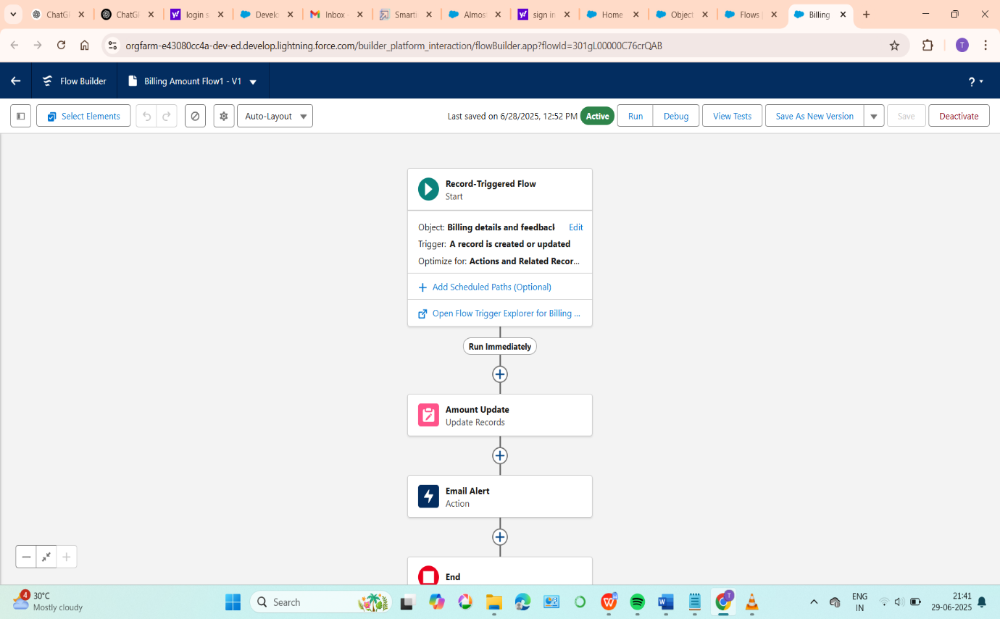 ChatGI
ChatGI
login s
Develo
Inbox
Smarti
Almos
sign in
Home
Object
Flows
Billing
orgfarm-e43080cc4a-dev-ed.develop.lightning.force.com/builder_platform_interaction/flowBuilder.app?flowId=301gL00000C76crQAB
T
Flow Builder
Billing Amount Flow1 - V1
?
Select Elements
Auto-Layout
Last saved on 6/28/2025, 12:52 PM
Active
Run
Debug
View Tests
Save As New Version
Save
Deactivate
Record-Triggered Flow
Start
Object: Billing details and feedback
Edit
Trigger: A record is created or updated
Optimize for: Actions and Related Recor...
Add Scheduled Paths (Optional)
Open Flow Trigger Explorer for Billing ...
Run Immediately
Amount Update
Update Records
Email Alert
Action
End
4
30°C
Mostly cloudy
Search
T
ENG
IN
21:41
29-06-2025